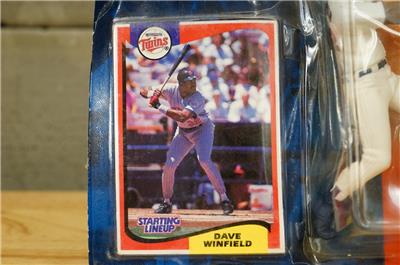 Twins
STARTING
LINEUP
DAVE
WINFIELD